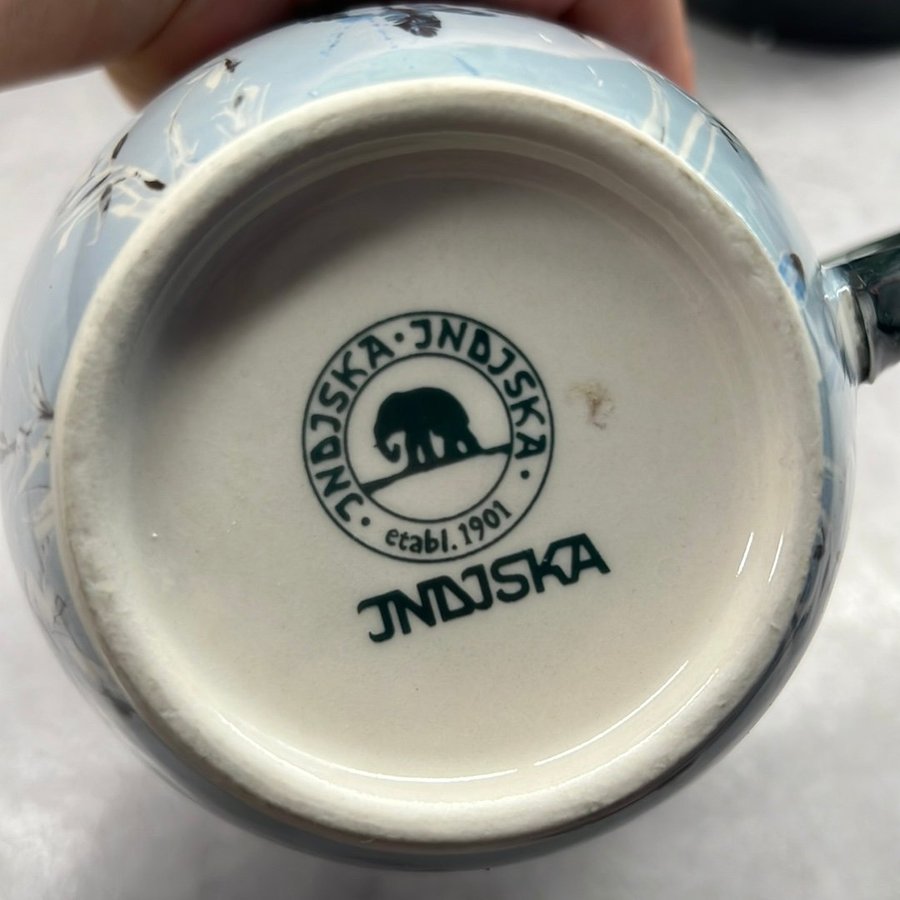 JNDJSKA · JNDJSKA ·
etabl. 1901 ·
JNDJSKA